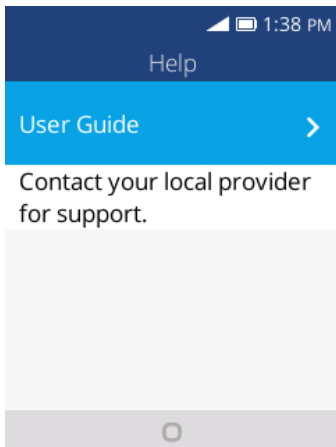 1:38 PM
Help
User Guide
Contact your local provider
for support.